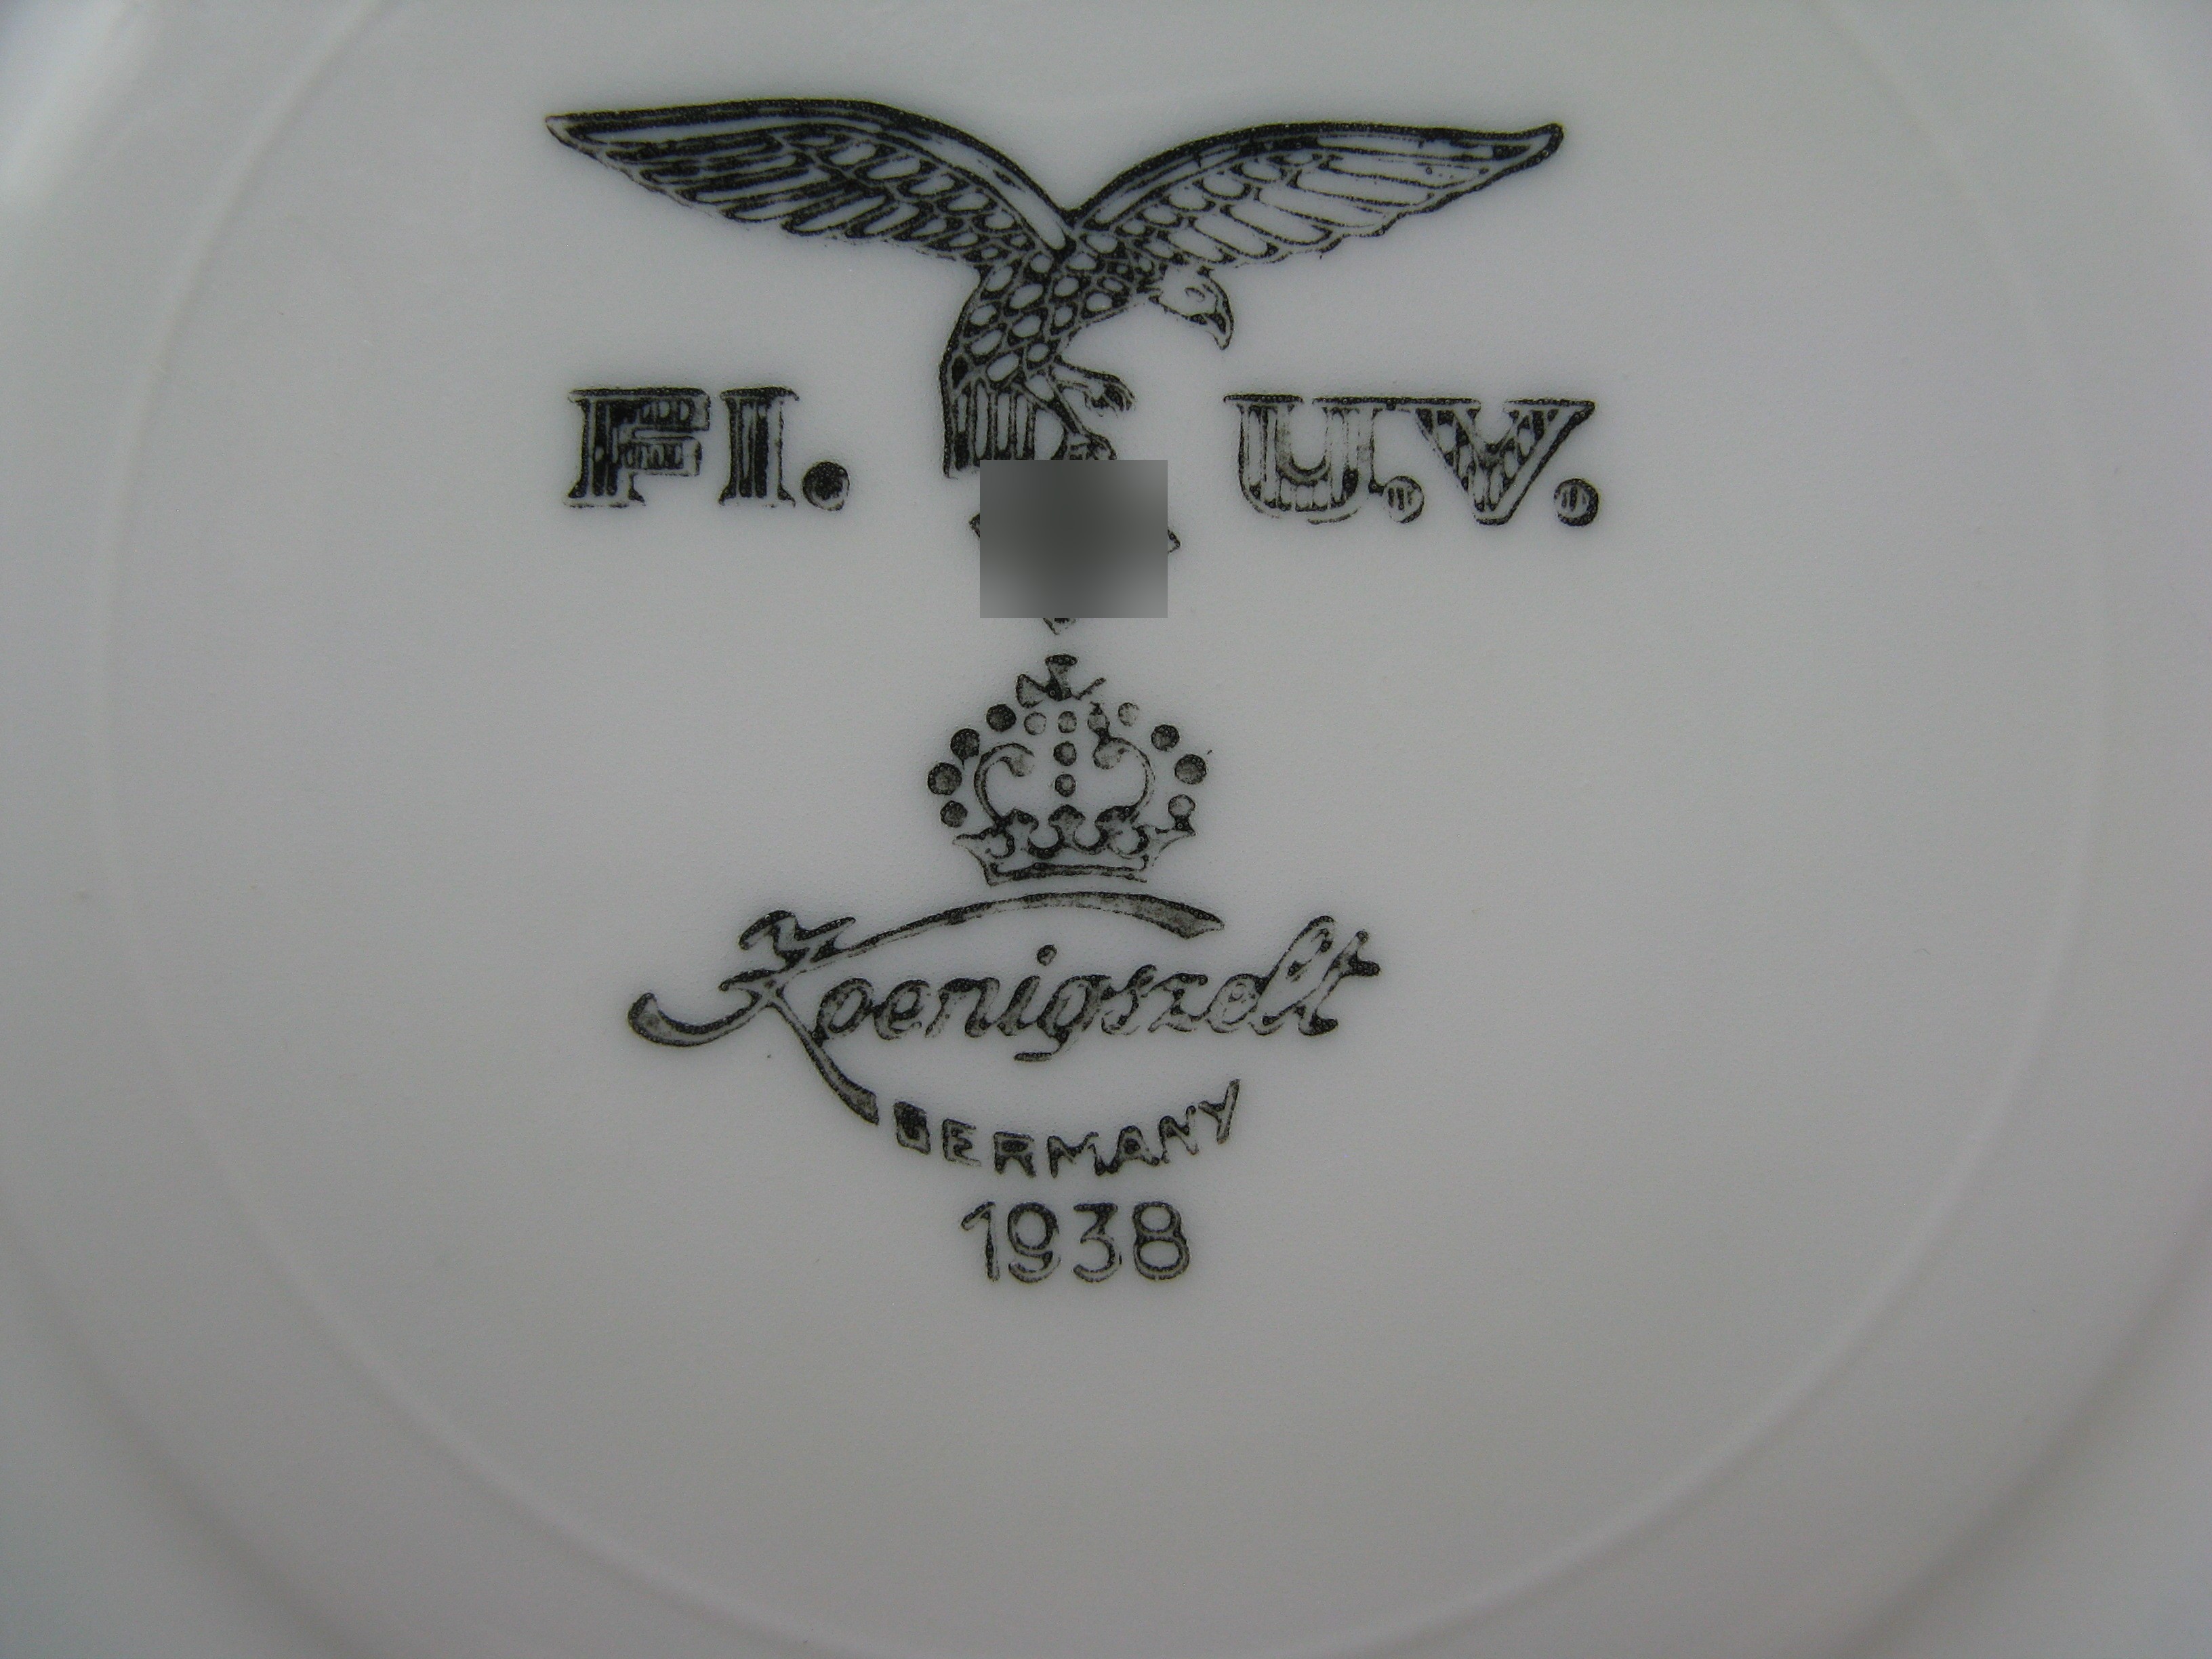 Fl. U.V.
Koenigszelt
GERMANY
1938